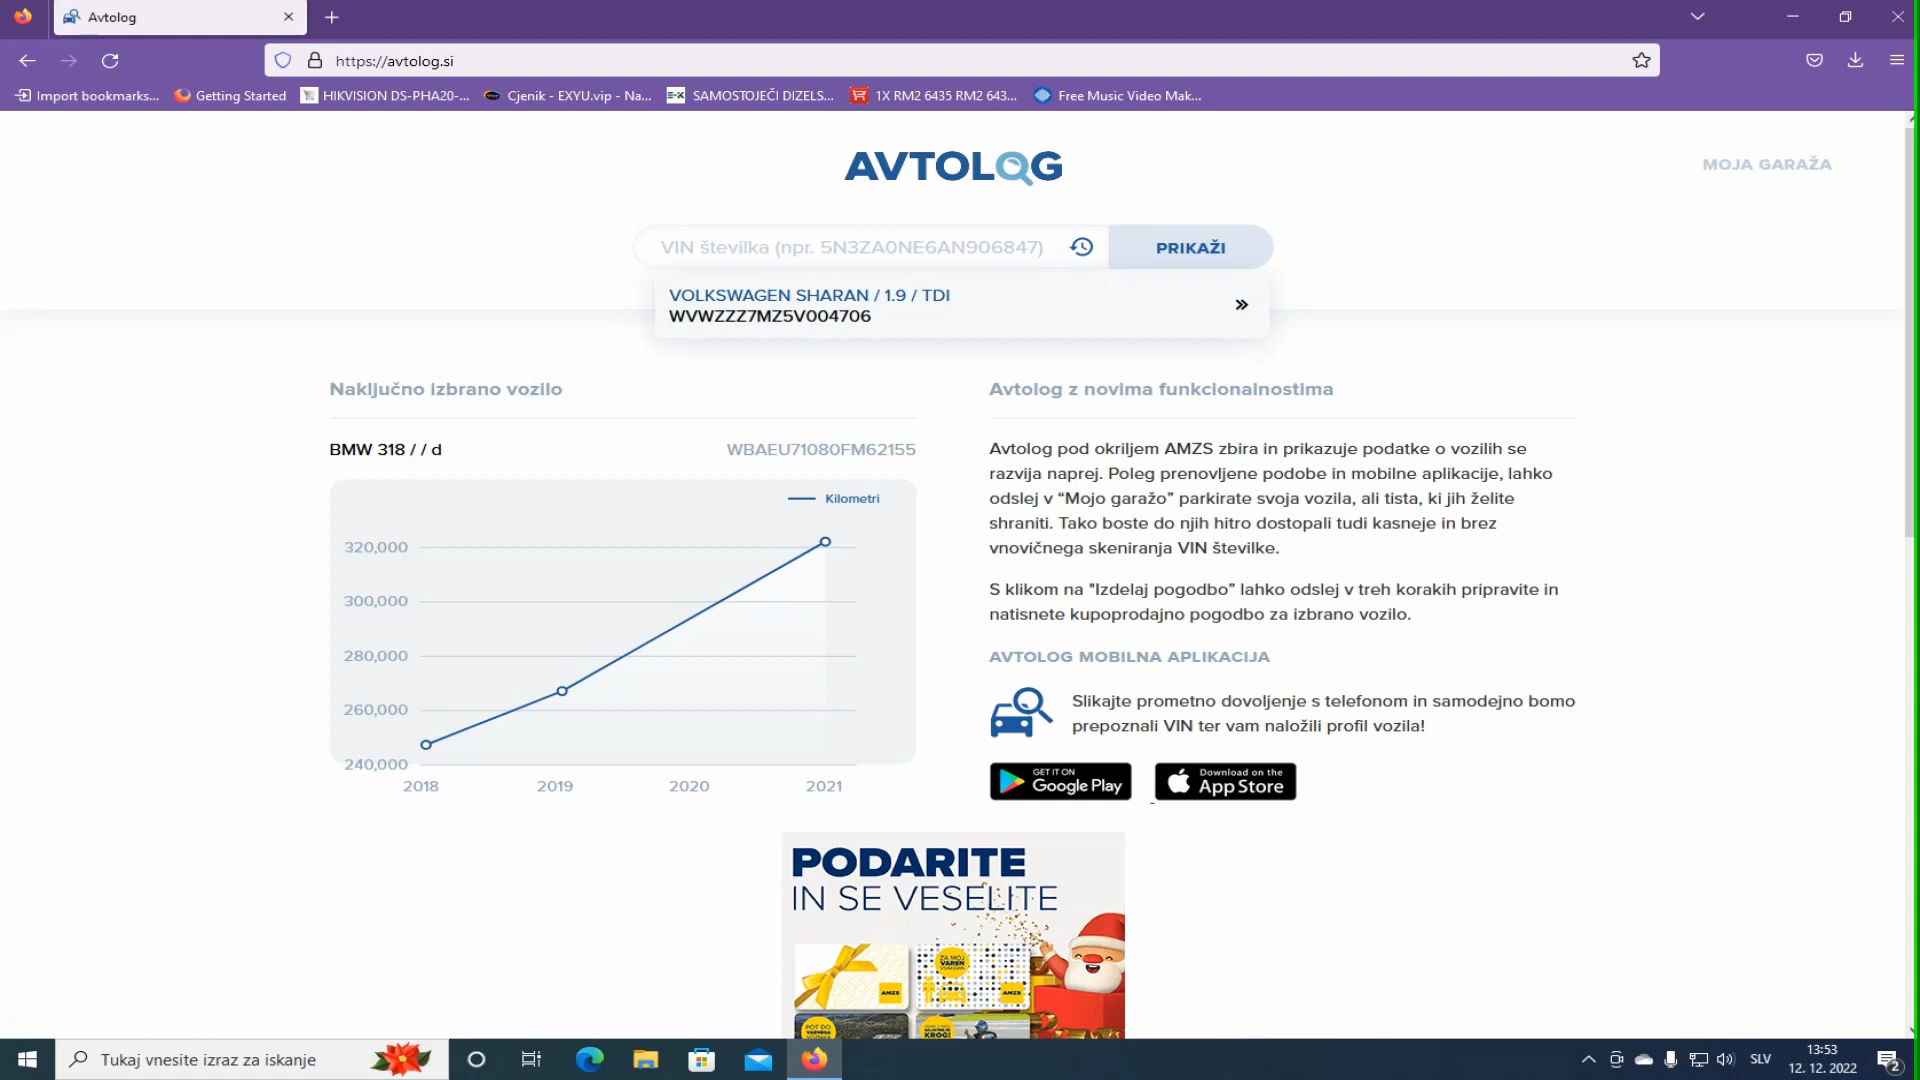 Avtolog
https://avtolog.si
Import bookmarks...
Getting Started
HIKVISION DS-PHA20-...
Cjenik - EXYU.vip - Na...
SAMOSTOJEČI DIZELS...
1X RM2 6435 RM2 643...
Free Music Video Mak...
AVTOLOG
MOJA GARAŽA
VIN številka (npr. 5N3ZA0NE6AN906847)
PRIKAŽI
VOLKSWAGEN SHARAN / 1.9 / TDI
WVWZZZ7MZ5V004706
Naključno izbrano vozilo
BMW 318 / / d
WBAEU71080FM62155
Kilometri
320,000
300,000
280,000
260,000
240,000
2018
2019
2020
2021
Avtolog z novima funkcionalnostima
Avtolog pod okriljem AMZS zbira in prikazuje podatke o vozilih se
razvija naprej. Poleg prenovljene podobe in mobilne aplikacije, lahko
odslej v “Mojo garažo” parkirate svoja vozila, ali tista, ki jih želite
shraniti. Tako boste do njih hitro dostopali tudi kasneje in brez
vnovičnega skeniranja VIN številke.
S klikom na "Izdelaj pogodbo” lahko odslej v treh korakih pripravite in
natisnete kupoprodajno pogodbo za izbrano vozilo.
AVTOLOG MOBILNA APLIKACIJA
Slikajte prometno dovoljenje s telefonom in samodejno bomo
prepoznali VIN ter vam naložili profil vozila!
GET IT ON
Google Play
Download on the
App Store
PODARITE
IN SE VESELITE
AMZS
ZA MOJ
VAREN
AMZS
POT DO
KROG!
Tukaj vnesite izraz za iskanje
SLV
13:53
12. 12. 2022
2